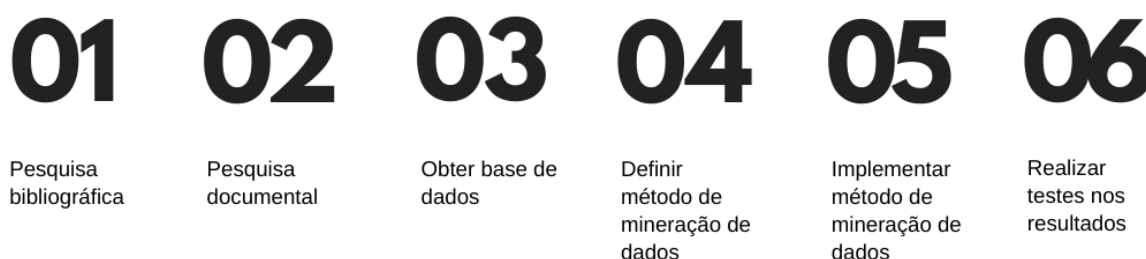 01
Pesquisa
bibliográfica
02
Pesquisa
documental
03
Obter base de
dados
04
Definir
método de
mineração de
dados
05
Implementar
método de
mineração de
dados
06
Realizar
testes nos
resultados